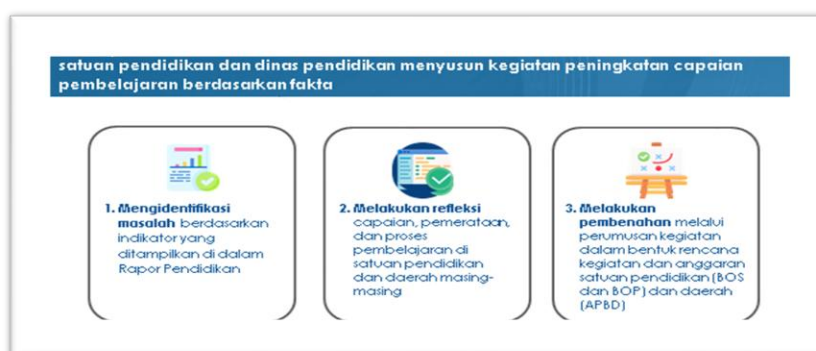 satuan pendidikan dan dinas pendidikan menyusun kegiatan peningkatan capaian
pembelajaran berdasarkan fakta
1. Mengidentifikasi
masalah berdasarkan
indikator yang
ditampilkan di dalam
Rapor Pendidikan
2. Melakukan refleksi
capaian, pemerataan,
dan proses
pembelajaran di
satuan pendidikan
dan daerah masing-
masing
3. Melakukan
pembenahan melalui
perumusan kegiatan
dalam bentuk rencana
kegiatan dan anggaran
satuan pendidikan (BOS
dan BOP) dan daerah
(APBD)